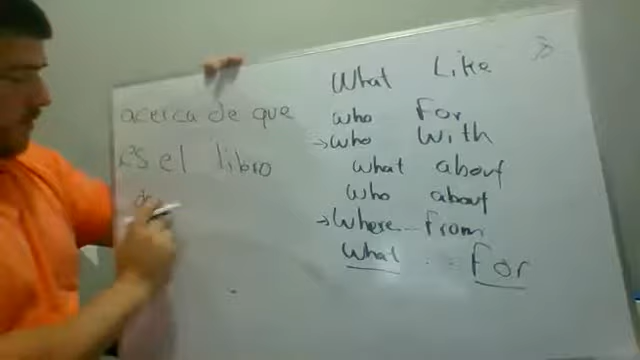 acerca de que
es el libro
de
What Like
who For
→ who With
what about
who about
→ Where... from
What .. For